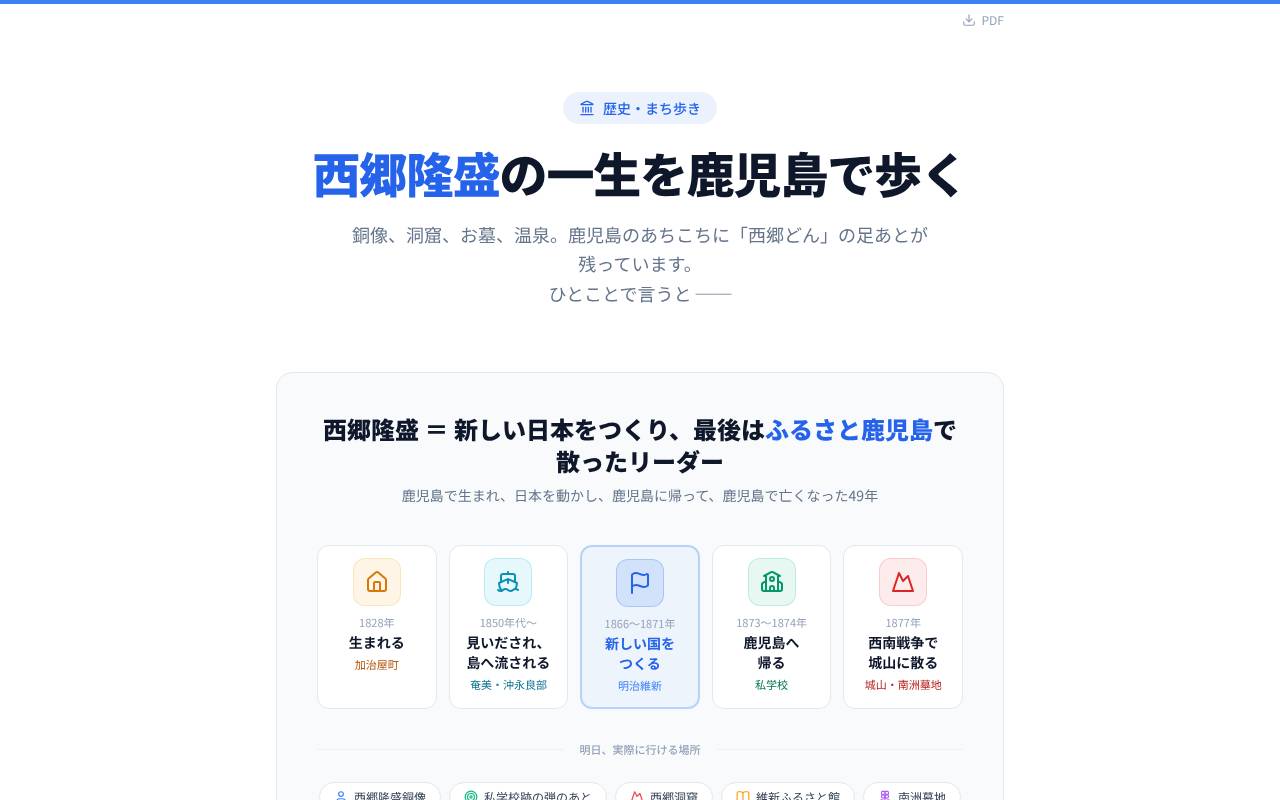 PDF
歴史・まち歩き
西郷隆盛の一生を鹿児島で歩く
銅像、洞窟、お墓、温泉。鹿児島のあちこちに「西郷どん」の足あとが
残っています。
ひとことで言うと ——
西郷隆盛 ＝ 新しい日本をつくり、最後はふるさと鹿児島で
散ったリーダー
鹿児島で生まれ、日本を動かし、鹿児島に帰って、鹿児島で亡くなった49年
1828年
生まれる
加治屋町
1850年代〜
見いだされ、
島へ流される
奄美・沖永良部
1866〜1871年
新しい国を
つくる
明治維新
1873〜1874年
鹿児島へ
帰る
私学校
1877年
西南戦争で
城山に散る
城山・南洲墓地
明日、実際に行ける場所
西郷隆盛銅像
私学校跡の弾のあと
西郷洞窟
維新ふるさと館
南洲墓地